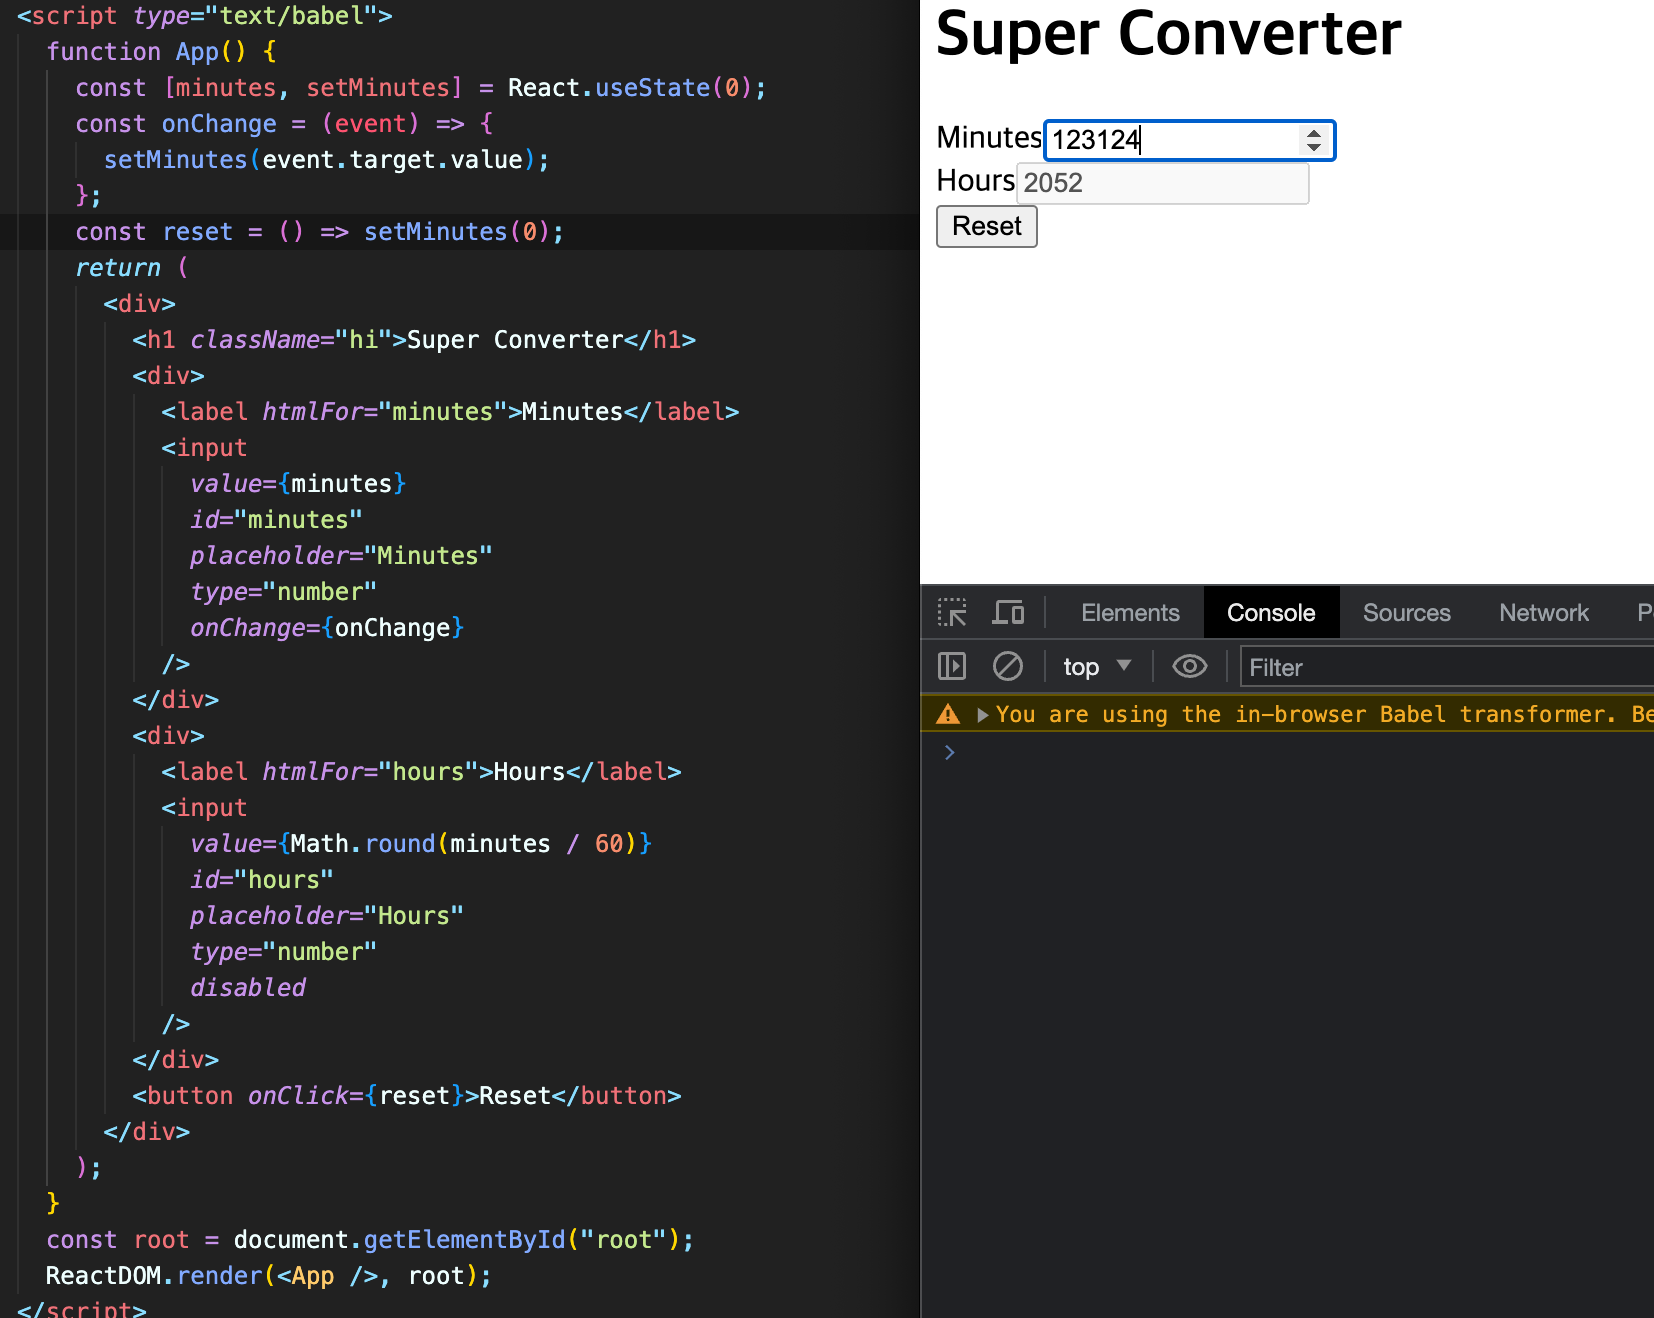 <script type="text/babel">
function App() {
const [minutes, setMinutes] = React.useState(0);
const onChange = (event) => {
setMinutes(event.target.value);
};
const reset = () => setMinutes(0);
return (
<div>
<h1 className="hi">Super Converter</h1>
<div>
<label htmlFor="minutes">Minutes</label>
<input
value={minutes}
id="minutes"
placeholder="Minutes"
type="number"
onChange={onChange}
/>
</div>
<div>
<label htmlFor="hours">Hours</label>
<input
value={Math.round(minutes / 60)}
id="hours"
placeholder="Hours"
type="number"
disabled
/>
</div>
<button onClick={reset}>Reset</button>
</div>
);
}
const root = document.getElementById("root");
ReactDOM.render(<App />, root);
</script>
Super Converter
Minutes 123124
Hours 2052
Reset
Elements Console Sources Network P
top Filter
You are using the in-browser Babel transformer. Be
>